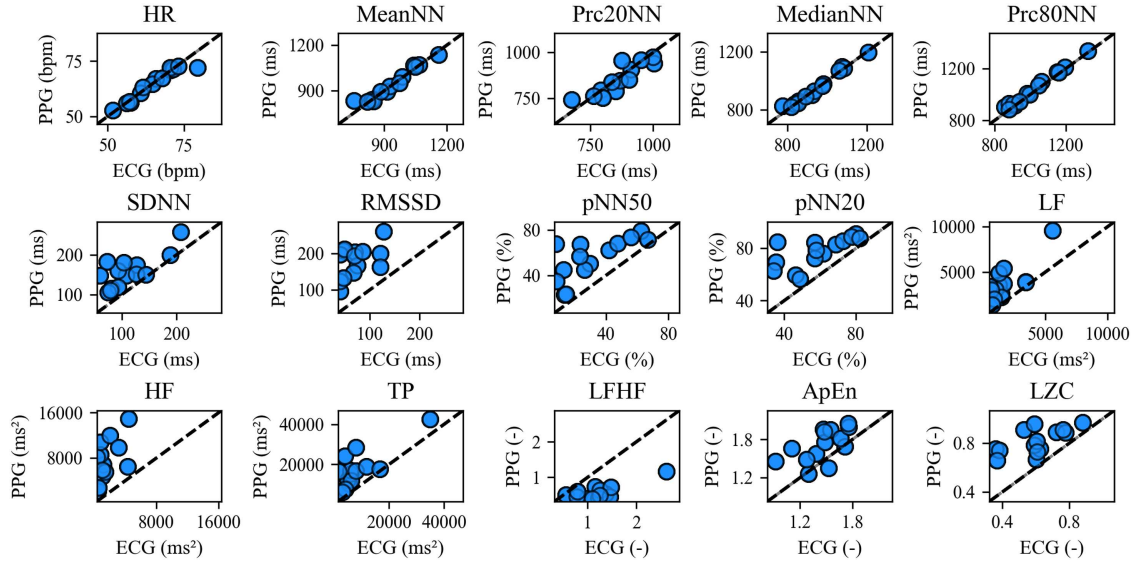 HR MeanNN Prc20NN MedianNN Prc80NN
PPG (bpm) 75 50
50 75
ECG (bpm)
PPG (ms) 1200 900
900 1200
ECG (ms)
PPG (ms) 1000 750
750 1000
ECG (ms)
PPG (ms) 1200 800
800 1200
ECG (ms)
PPG (ms) 1200 800
800 1200
ECG (ms)
SDNN RMSSD pNN50 pNN20 LF
PPG (ms) 200 100
100 200
ECG (ms)
PPG (ms) 200 100
200
ECG (ms)
PPG (%) 80 40
40 80
ECG (%)
PPG (%) 80 40
40 80
ECG (%)
PPG (ms²) 10000 5000
5000 10000
ECG (ms²)
HF TP LFHF ApEn LZC
PPG (ms²) 16000 8000
8000 16000
ECG (ms²)
PPG (ms²) 40000 20000
20000 40000
ECG (ms²)
PPG (-) 2 1
1 2
ECG (-)
PPG (-) 1.8 1.2
1.2 1.8
ECG (-)
PPG (-) 0.8 0.4
0.4 0.8
ECG (-)